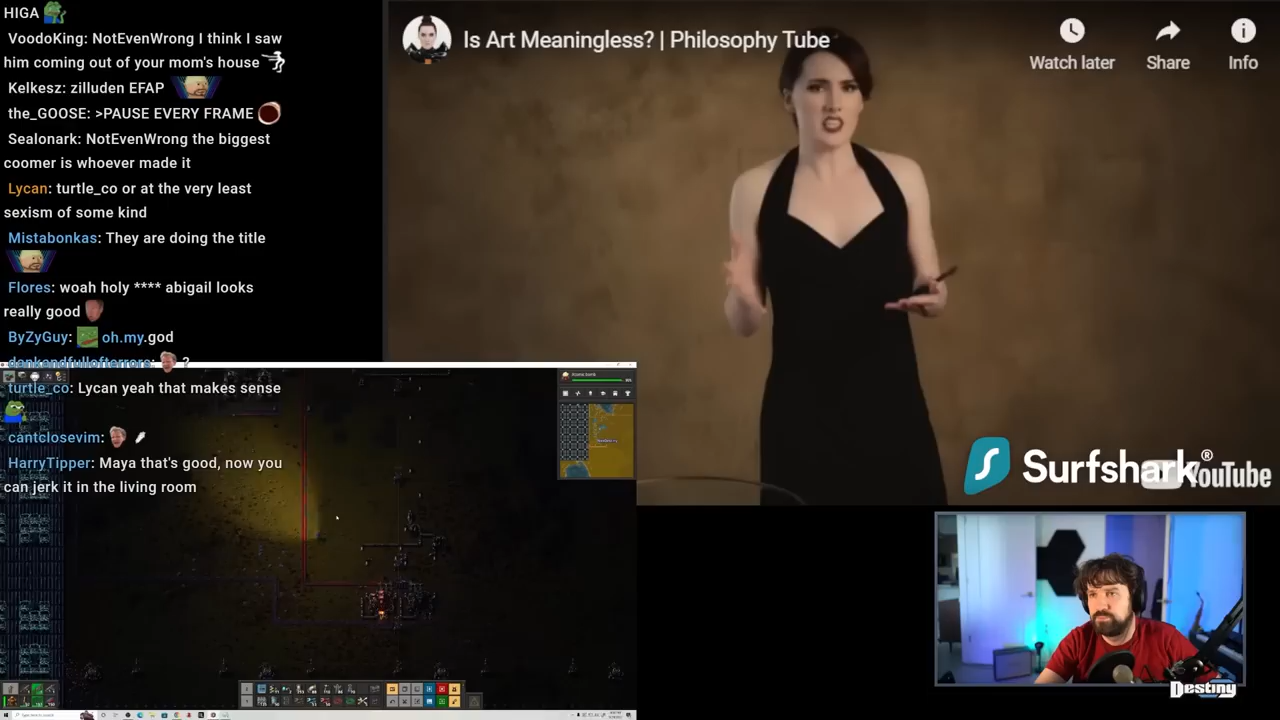 HIGA
VoodoKing: NotEvenWrong I think I saw
him coming out of your mom's house
Kelkesz: zilluden EFAP
the_GOOSE: >PAUSE EVERY FRAME
Sealonark: NotEvenWrong the biggest
coomer is whoever made it
Lycan: turtle_co or at the very least
sexism of some kind
Mistabonkas: They are doing the title
Flores: woah holy **** abigail looks
really good
ByZyGuy: oh.my.god
dankandfullofterrors: ?
turtle_co: Lycan yeah that makes sense
cantclosevim:
HarryTipper: Maya that's good, now you
can jerk it in the living room
Is Art Meaningless? | Philosophy Tube
Watch later
Share
Info
Surfshark®
YouTube
Destiny